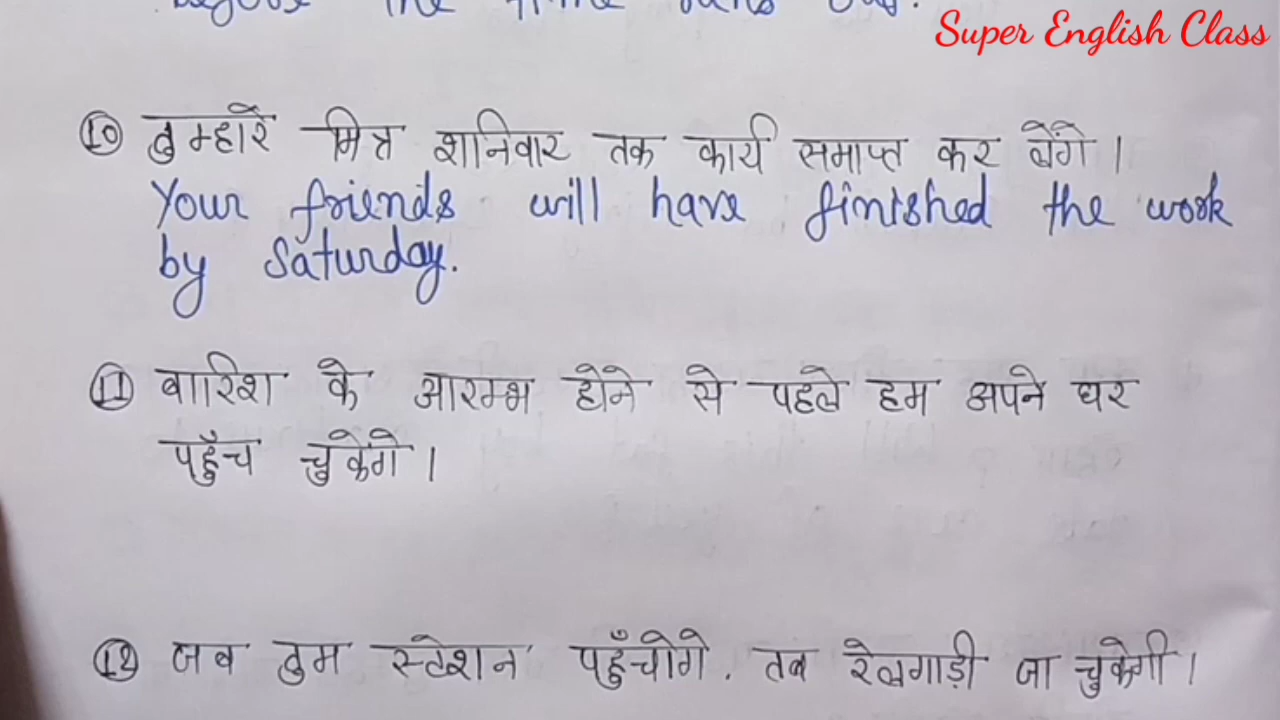 Super English Class
⑩ तुम्हारे मित्र शनिवार तक कार्य समाप्त कर लेंगे।
Your friends will have finished the work
by Saturday.
⑪ बारिश के आरम्भ होने से पहले हम अपने घर
पहुँच चुकेंगे।
⑫ जब तुम स्टेशन पहुँचोगे. तब रेलगाड़ी जा चुकेगी।